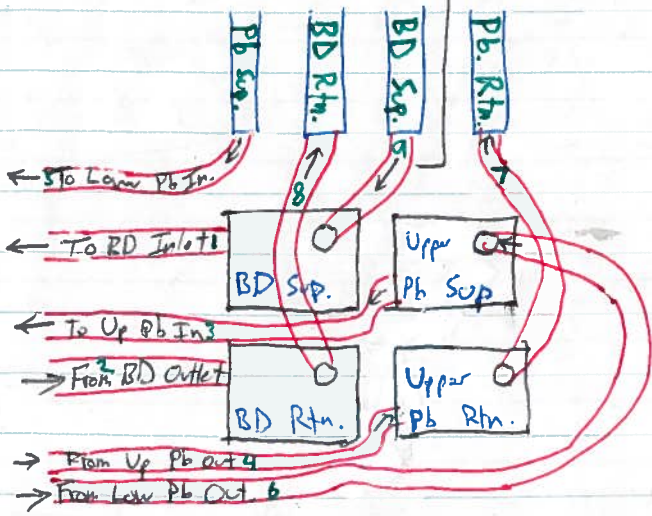 Pb Sup.
BD Rtn.
BD Sup.
Pb. Rtn.
9
8
7
5 To Low Pb In.
To BD Inlet 1
BD Sup.
Upper
Pb Sup
To Up Pb In 3
2
From BD Outlet
BD Rtn.
Upper
Pb Rtn.
From Up Pb Out 4
From Low Pb Out. 6